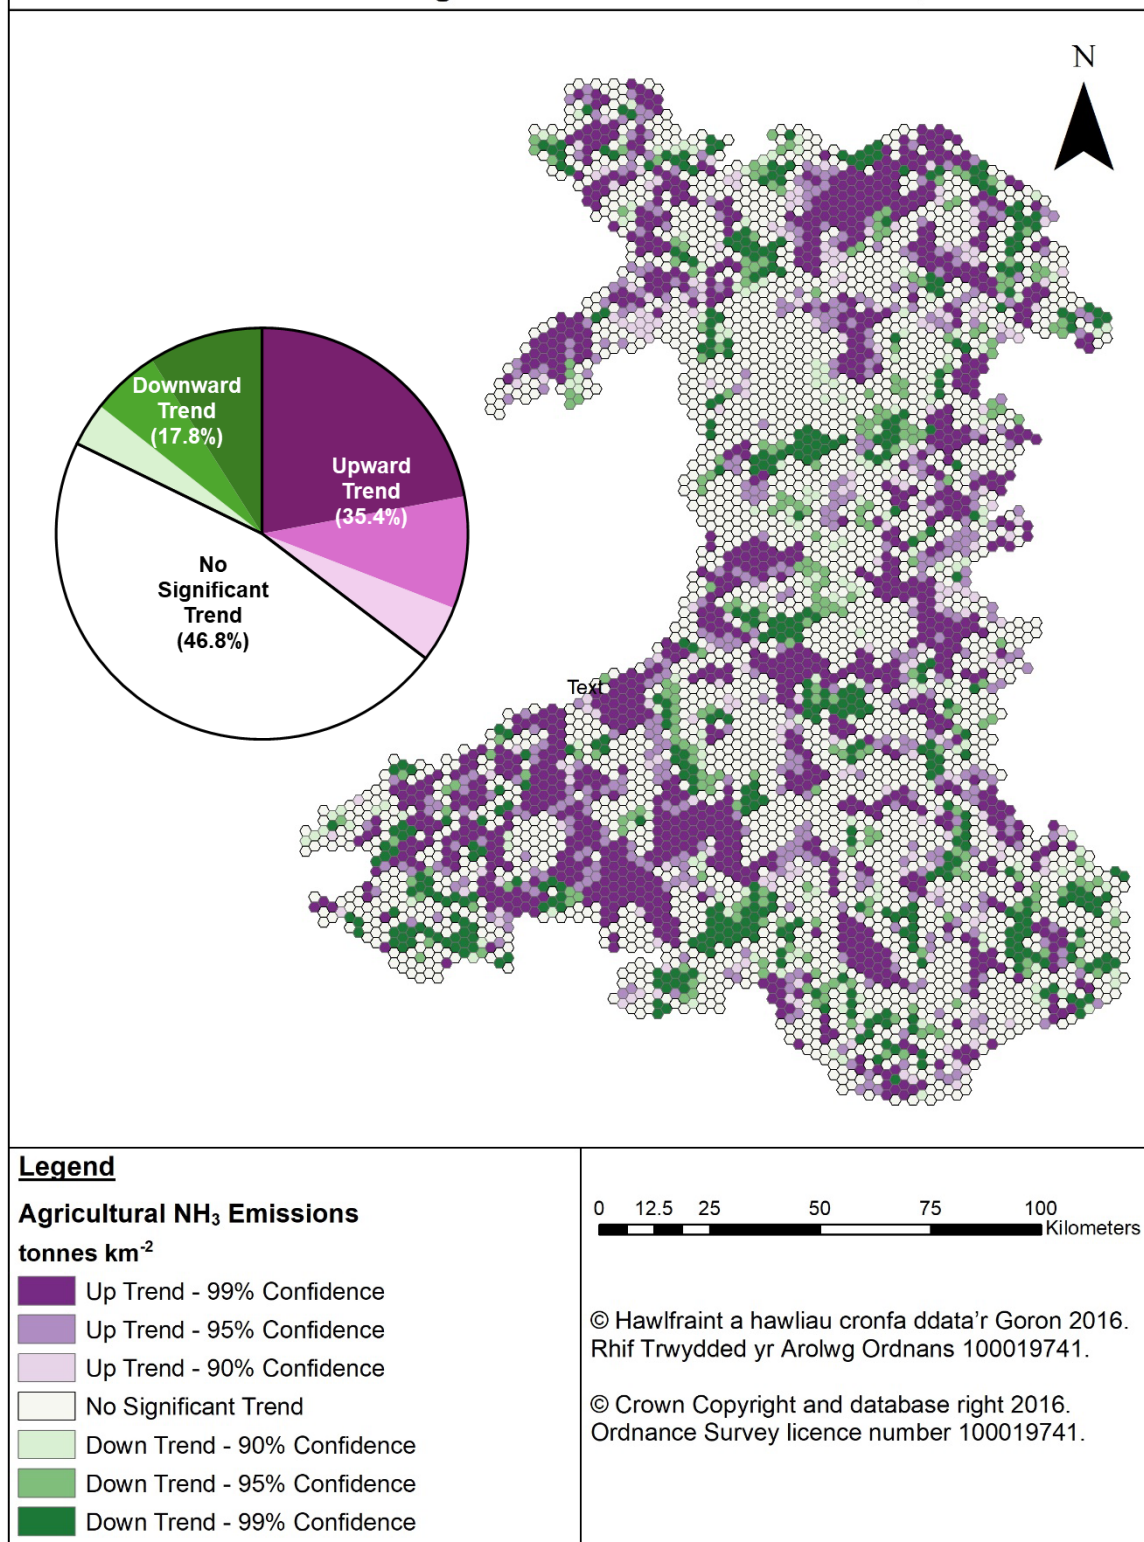 N
Downward
Trend
(17.8%)
Upward
Trend
(35.4%)
No
Significant
Trend
(46.8%)
Text
Legend
Agricultural NH₃ Emissions
tonnes km⁻²
Up Trend - 99% Confidence
Up Trend - 95% Confidence
Up Trend - 90% Confidence
No Significant Trend
Down Trend - 90% Confidence
Down Trend - 95% Confidence
Down Trend - 99% Confidence
0 12.5 25 50 75 100
Kilometers
© Hawlfraint a hawliau cronfa ddata’r Goron 2016.
Rhif Trwydded yr Arolwg Ordnans 100019741.
© Crown Copyright and database right 2016.
Ordnance Survey licence number 100019741.